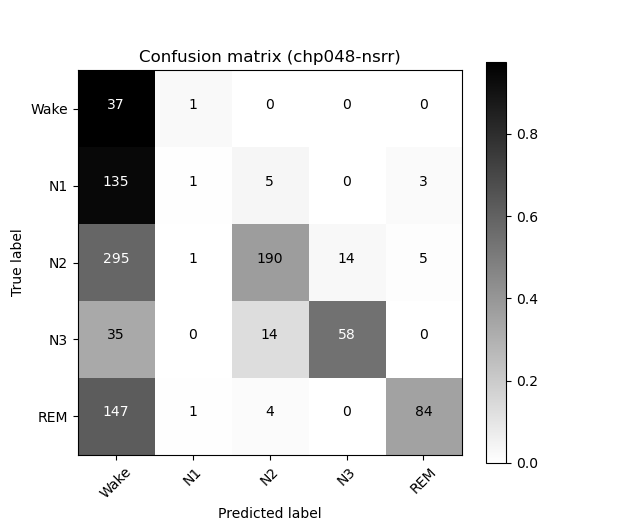 Confusion matrix (chp048-nsrr)
True label
Wake 37 1 0 0 0
N1 135 1 5 0 3
N2 295 1 190 14 5
N3 35 0 14 58 0
REM 147 1 4 0 84
Wake N1 N2 N3 REM
Predicted label
0.8
0.6
0.4
0.2
0.0